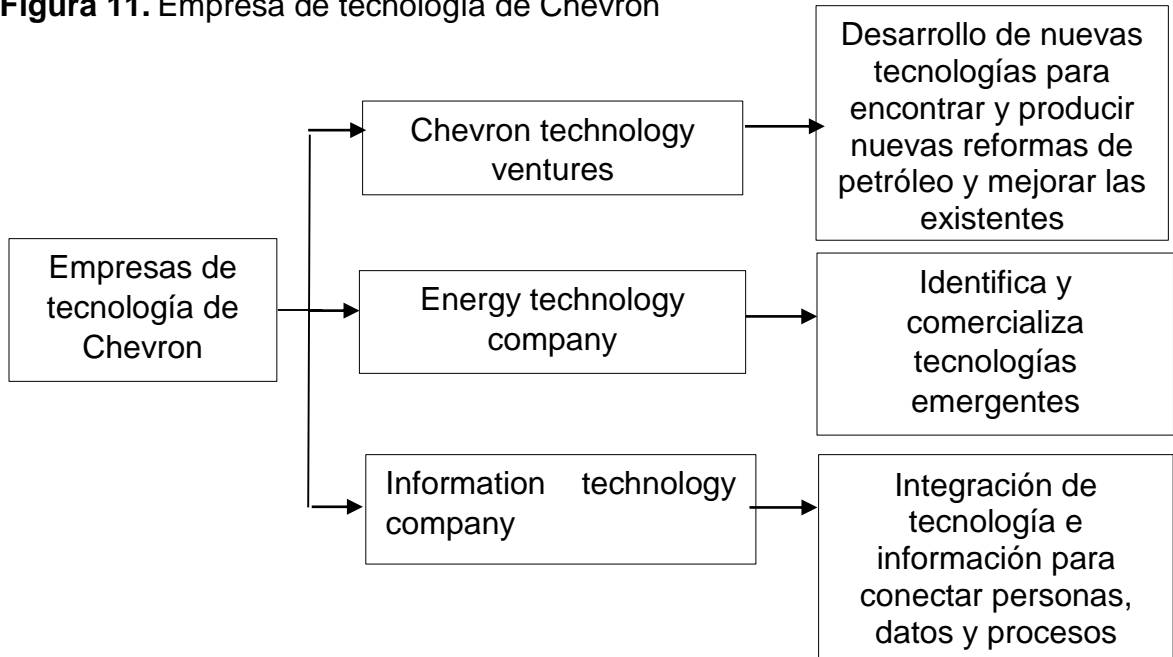 Figura 11. Empresa de tecnología de Chevron
Desarrollo de nuevas
tecnologías para
encontrar y producir
nuevas reformas de
petróleo y mejorar las
existentes
Chevron technology
ventures
Empresas de
tecnología de
Chevron
Energy technology
company
Identifica y
comercializa
tecnologías
emergentes
Information technology
company
Integración de
tecnología e
información para
conectar personas,
datos y procesos